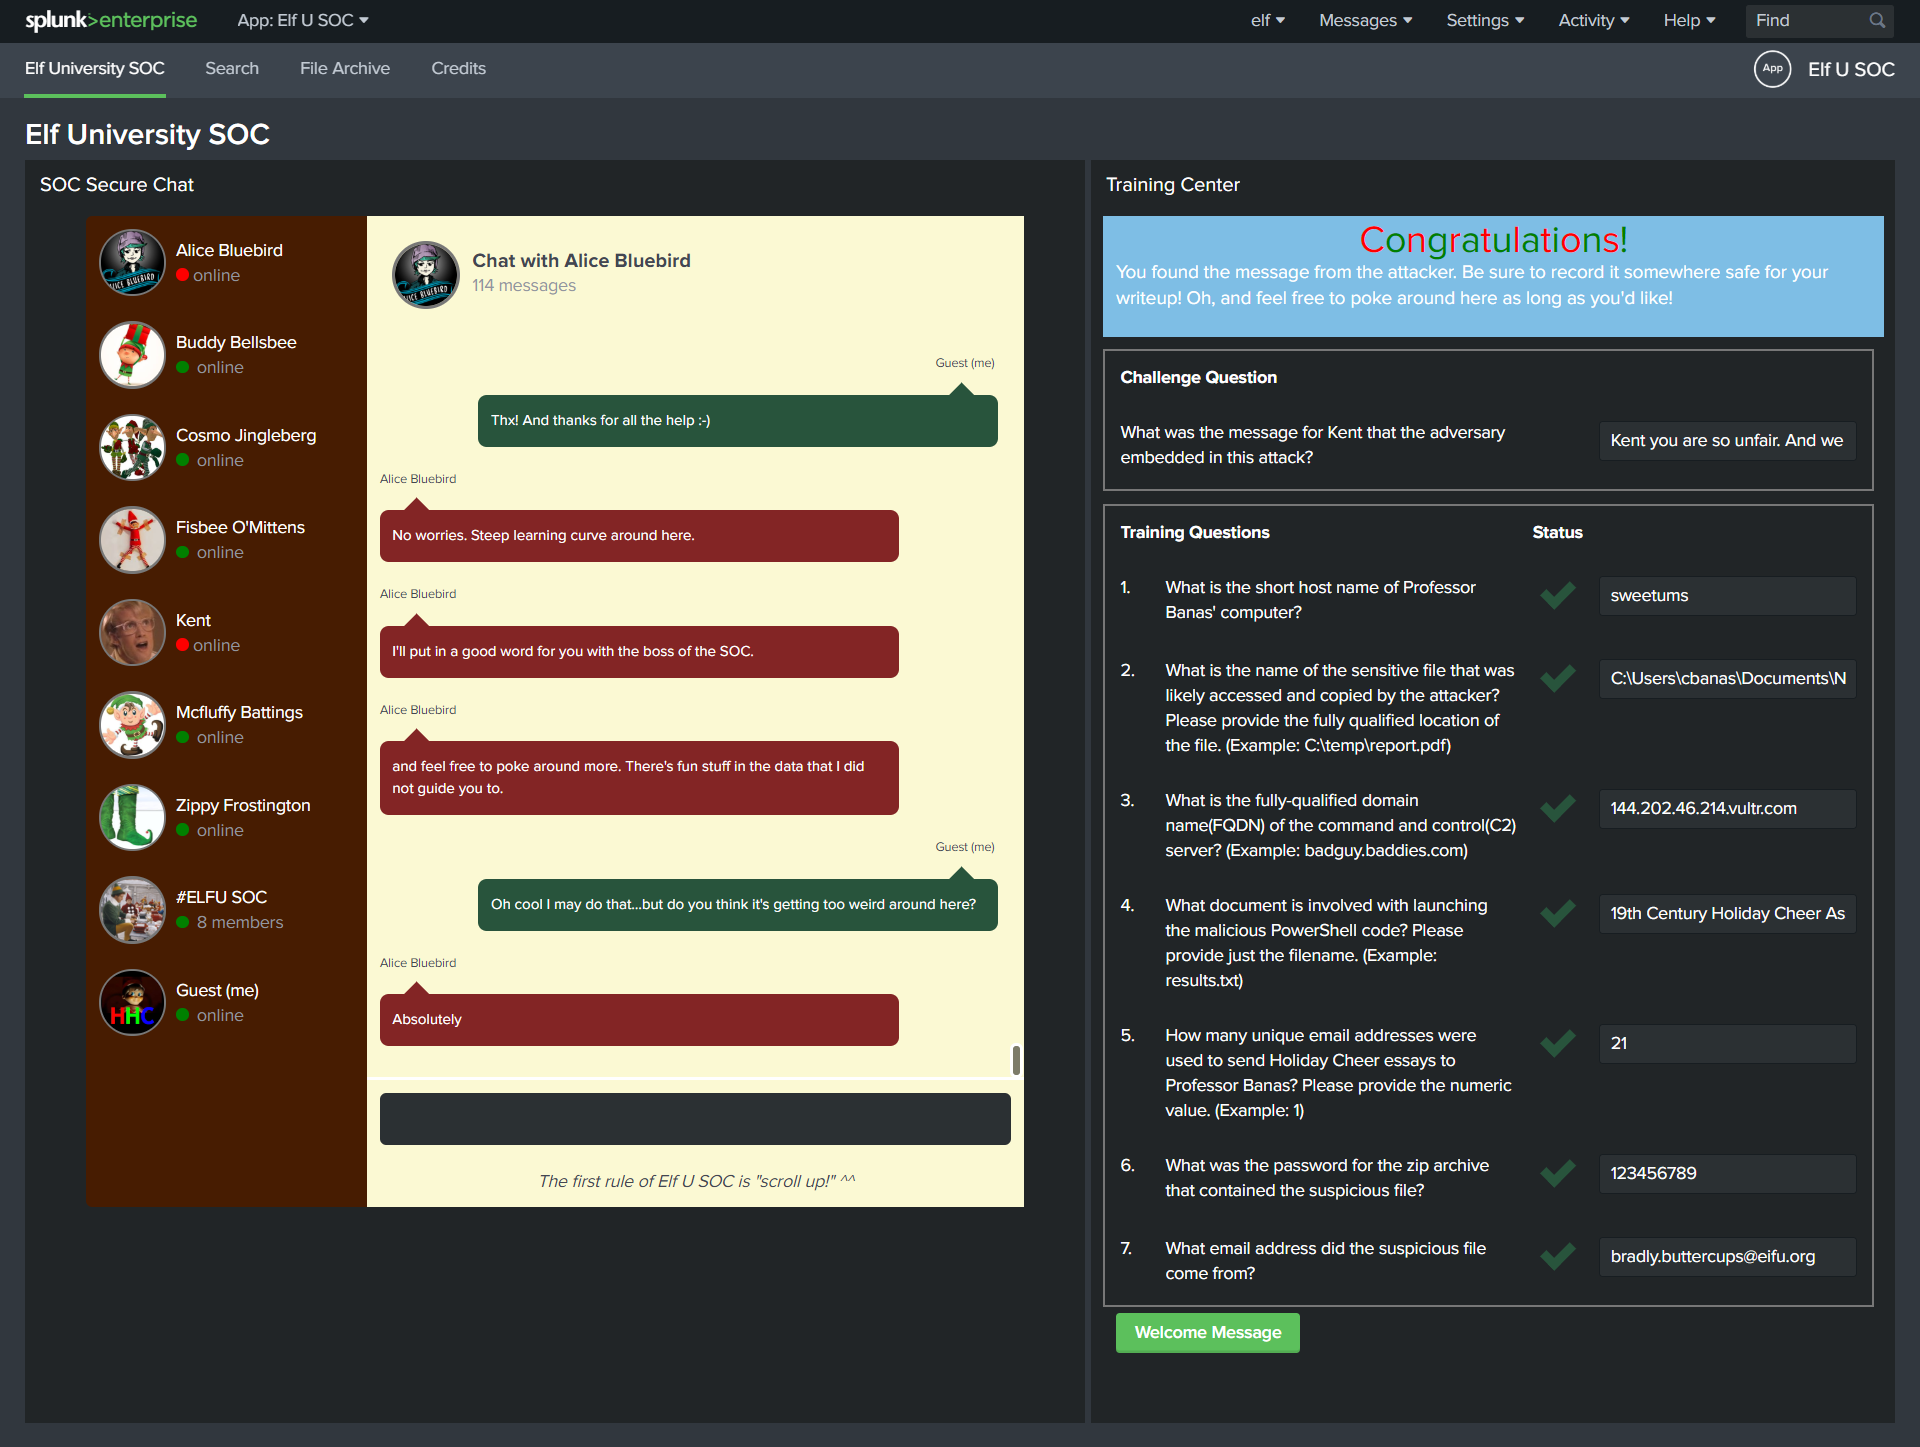 splunk>enterprise App: Elf U SOC elf Messages Settings Activity Help Find
Elf University SOC Search File Archive Credits App Elf U SOC
Elf University SOC
SOC Secure Chat
Alice Bluebird
online
Buddy Bellsbee
online
Cosmo Jingleberg
online
Fisbee O'Mittens
online
Kent
online
Mcfluffy Battings
online
Zippy Frostington
online
#ELFU SOC
8 members
HHC
Guest (me)
online
ALICE BLUEBIRD
Chat with Alice Bluebird
114 messages
Guest (me)
Thx! And thanks for all the help :-)
Alice Bluebird
No worries. Steep learning curve around here.
Alice Bluebird
I'll put in a good word for you with the boss of the SOC.
Alice Bluebird
and feel free to poke around more. There's fun stuff in the data that I did
not guide you to.
Guest (me)
Oh cool I may do that...but do you think it's getting too weird around here?
Alice Bluebird
Absolutely
The first rule of Elf U SOC is "scroll up!" ^^
Training Center
Congratulations!
You found the message from the attacker. Be sure to record it somewhere safe for your
writeup! Oh, and feel free to poke around here as long as you'd like!
Challenge Question
What was the message for Kent that the adversary
embedded in this attack?
Kent you are so unfair. And we
Training Questions Status
1. What is the short host name of Professor
Banas' computer?
sweetums
2. What is the name of the sensitive file that was
likely accessed and copied by the attacker?
Please provide the fully qualified location of
the file. (Example: C:\temp\report.pdf)
C:\Users\cbanas\Documents\N
3. What is the fully-qualified domain
name(FQDN) of the command and control(C2)
server? (Example: badguy.baddies.com)
144.202.46.214.vultr.com
4. What document is involved with launching
the malicious PowerShell code? Please
provide just the filename. (Example:
results.txt)
19th Century Holiday Cheer As
5. How many unique email addresses were
used to send Holiday Cheer essays to
Professor Banas? Please provide the numeric
value. (Example: 1)
21
6. What was the password for the zip archive
that contained the suspicious file?
123456789
7. What email address did the suspicious file
come from?
bradly.buttercups@eifu.org
Welcome Message